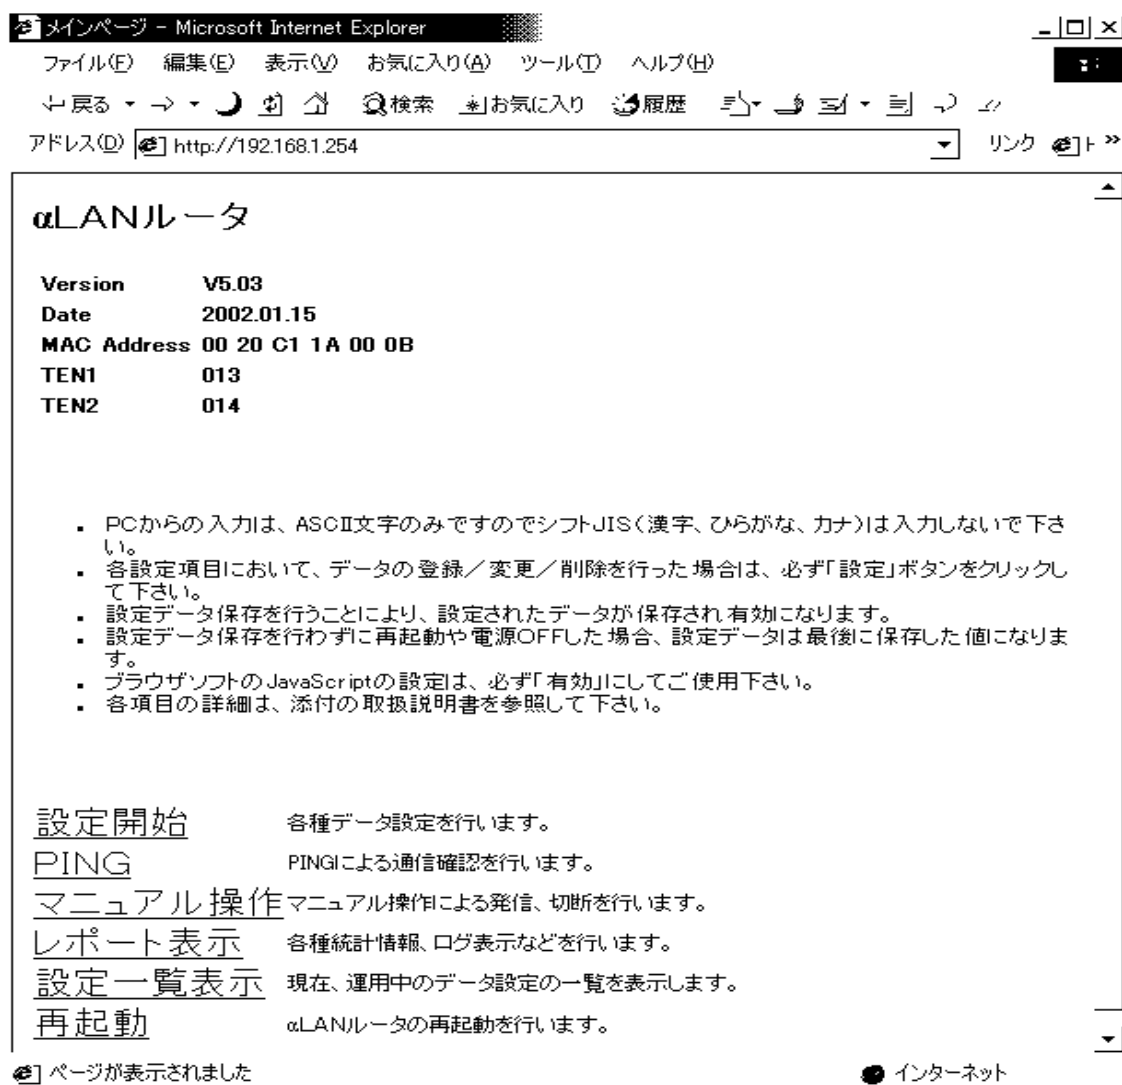 メインページ - Microsoft Internet Explorer
ファイル(F) 編集(E) 表示(V) お気に入り(A) ツール(T) ヘルプ(H)
戻る 検索 お気に入り 履歴
アドレス(D) http://192.168.1.254 リンク »
αLANルータ
Version V5.03
Date 2002.01.15
MAC Address 00 20 C1 1A 00 0B
TEN1 013
TEN2 014
・ PCからの入力は、ASCII文字のみですのでシフトJIS(漢字、ひらがな、カナ)は入力しないで下さ
い。
・ 各設定項目において、データの登録／変更／削除を行った場合は、必ず「設定」ボタンをクリックし
て下さい。
・ 設定データ保存を行うことにより、設定されたデータが保存され有効になります。
・ 設定データ保存を行わずに再起動や電源OFFした場合、設定データは最後に保存した値になりま
す。
・ ブラウザソフトのJavaScriptの設定は、必ず「有効」にしてご使用下さい。
・ 各項目の詳細は、添付の取扱説明書を参照して下さい。
設定開始 各種データ設定を行います。
PING PINGによる通信確認を行います。
マニュアル操作 マニュアル操作による発信、切断を行います。
レポート表示 各種統計情報、ログ表示などを行います。
設定一覧表示 現在、運用中のデータ設定の一覧を表示します。
再起動 αLANルータの再起動を行います。
ページが表示されました インターネット